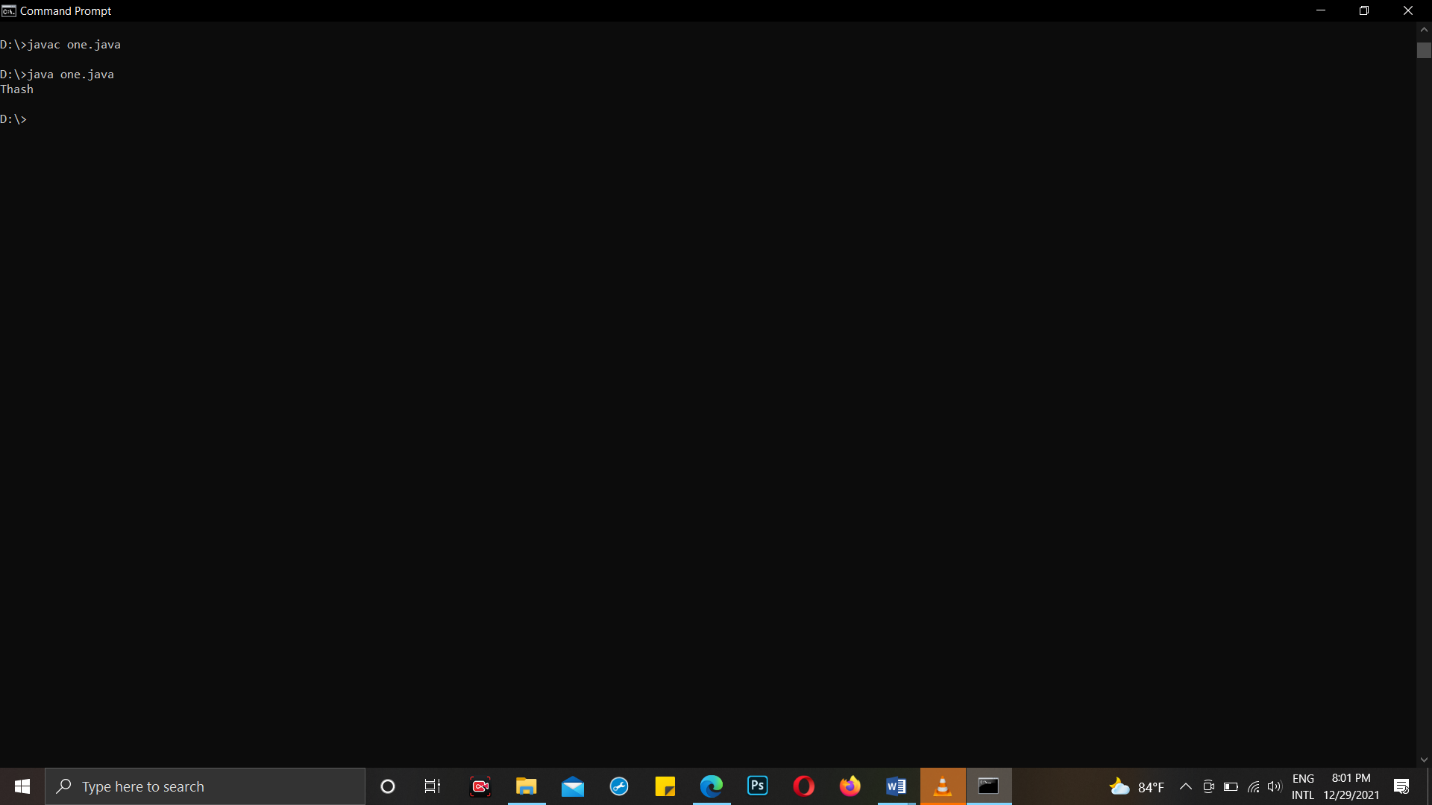 Command Prompt
D:\>javac one.java
D:\>java one.java
Thash
D:\>
Type here to search
Ps
84°F
ENG
INTL
8:01 PM
12/29/2021